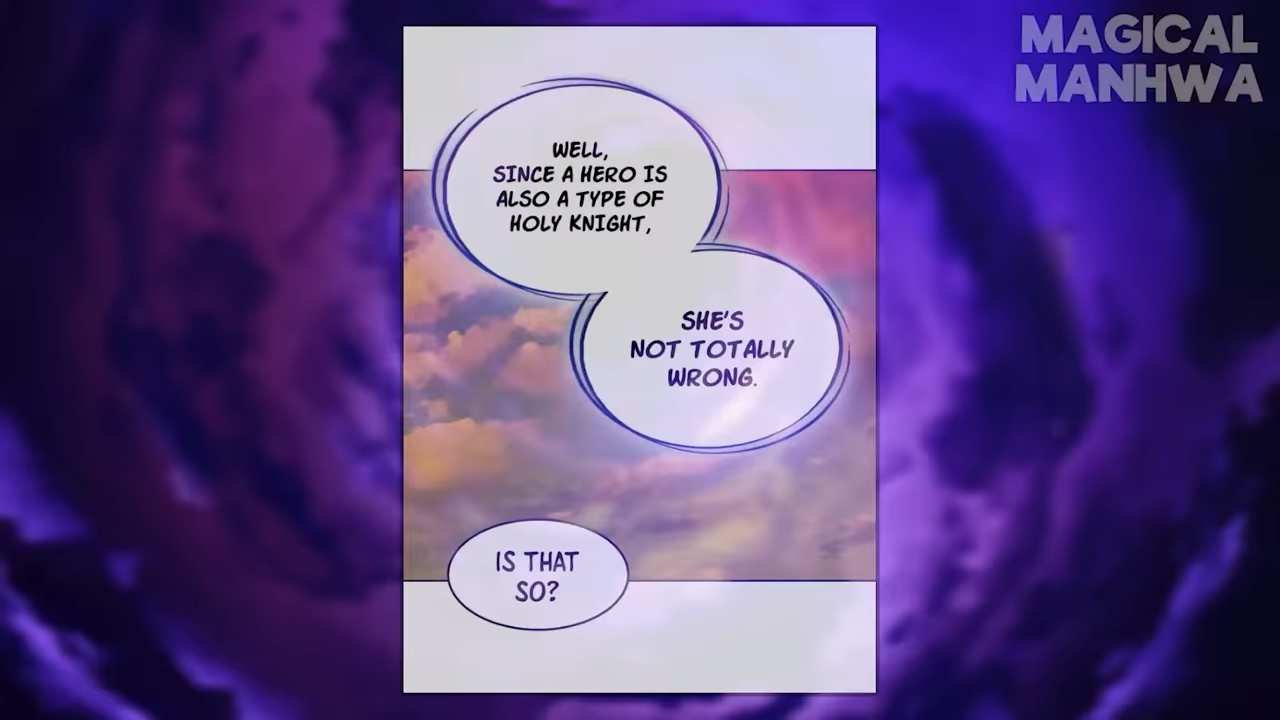 MAGICAL
MANHWA
WELL,
SINCE A HERO IS
ALSO A TYPE OF
HOLY KNIGHT,
SHE'S
NOT TOTALLY
WRONG.
IS THAT
SO?